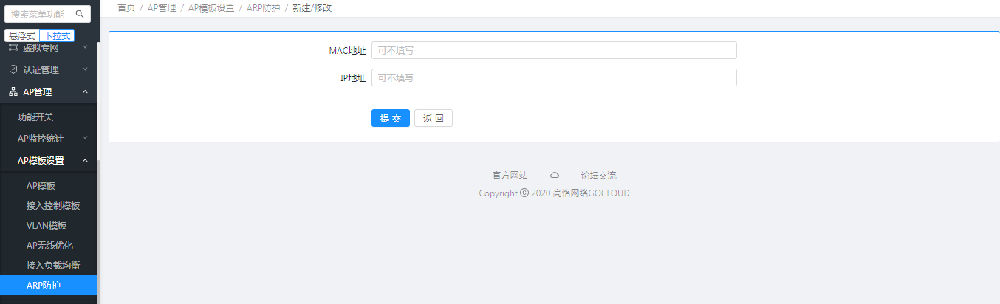 搜索菜单功能
悬浮式 下拉式
虚拟专网
认证管理
AP管理
功能开关
AP监控统计
AP模板设置
AP模板
接入控制模板
VLAN模板
AP无线优化
接入负载均衡
ARP防护
首页 / AP管理 / AP模板设置 / ARP防护 / 新建/修改
MAC地址 可不填写
IP地址 可不填写
提 交 返 回
官方网站 论坛交流
Copyright © 2020 高恪网络GOCLOUD